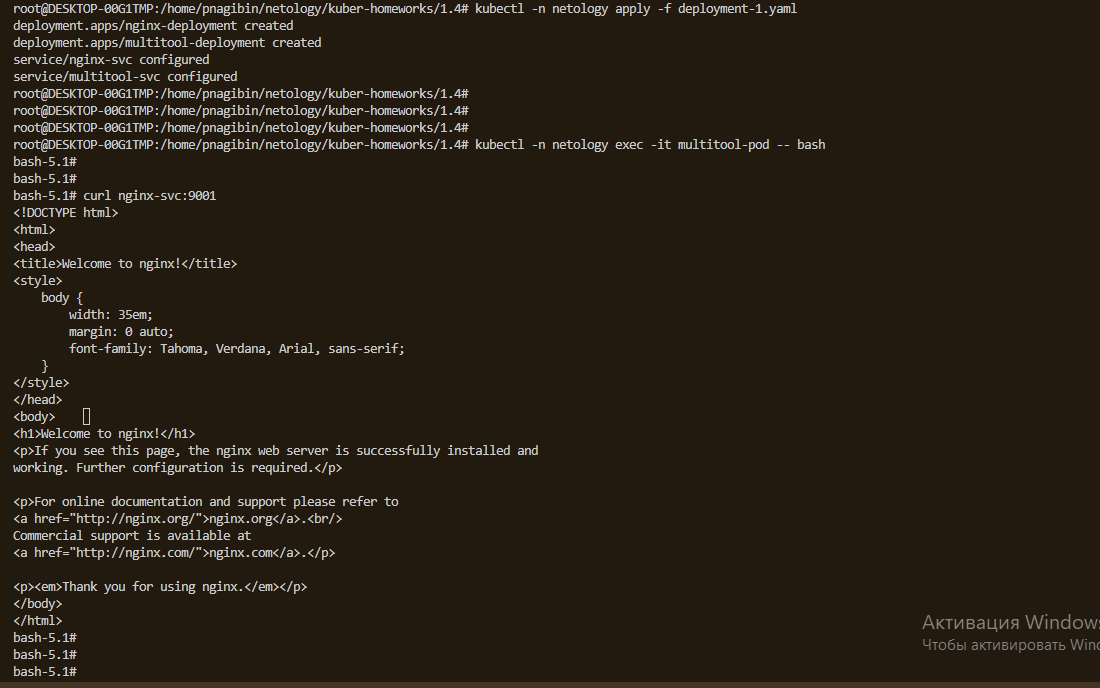 root@DESKTOP-00G1TMP:/home/pnagibin/netology/kuber-homeworks/1.4# kubectl -n netology apply -f deployment-1.yaml
deployment.apps/nginx-deployment created
deployment.apps/multitool-deployment created
service/nginx-svc configured
service/multitool-svc configured
root@DESKTOP-00G1TMP:/home/pnagibin/netology/kuber-homeworks/1.4#
root@DESKTOP-00G1TMP:/home/pnagibin/netology/kuber-homeworks/1.4#
root@DESKTOP-00G1TMP:/home/pnagibin/netology/kuber-homeworks/1.4#
root@DESKTOP-00G1TMP:/home/pnagibin/netology/kuber-homeworks/1.4# kubectl -n netology exec -it multitool-pod -- bash
bash-5.1#
bash-5.1#
bash-5.1# curl nginx-svc:9001
<!DOCTYPE html>
<html>
<head>
<title>Welcome to nginx!</title>
<style>
    body {
        width: 35em;
        margin: 0 auto;
        font-family: Tahoma, Verdana, Arial, sans-serif;
    }
</style>
</head>
<body>
<h1>Welcome to nginx!</h1>
<p>If you see this page, the nginx web server is successfully installed and
working. Further configuration is required.</p>

<p>For online documentation and support please refer to
<a href="http://nginx.org/">nginx.org</a>.<br/>
Commercial support is available at
<a href="http://nginx.com/">nginx.com</a>.</p>

<p><em>Thank you for using nginx.</em></p>
</body>
</html>
bash-5.1#
bash-5.1#
bash-5.1#
Активация Windows
Чтобы активировать Wind